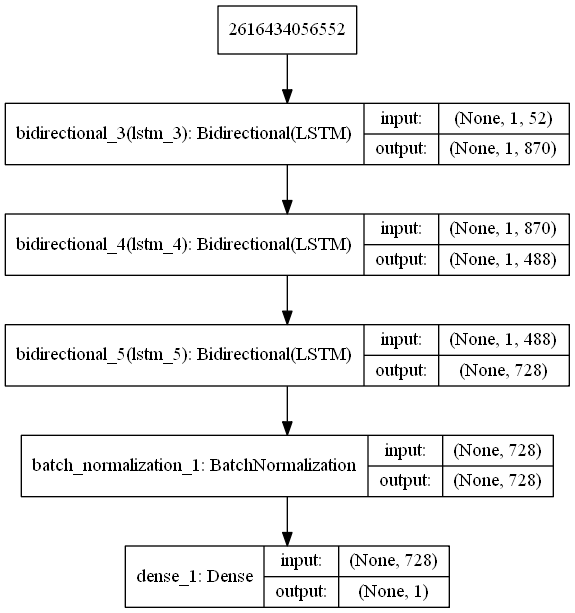 2616434056552
bidirectional_3(lstm_3): Bidirectional(LSTM)
input: (None, 1, 52)
output: (None, 1, 870)
bidirectional_4(lstm_4): Bidirectional(LSTM)
input: (None, 1, 870)
output: (None, 1, 488)
bidirectional_5(lstm_5): Bidirectional(LSTM)
input: (None, 1, 488)
output: (None, 728)
batch_normalization_1: BatchNormalization
input: (None, 728)
output: (None, 728)
dense_1: Dense
input: (None, 728)
output: (None, 1)